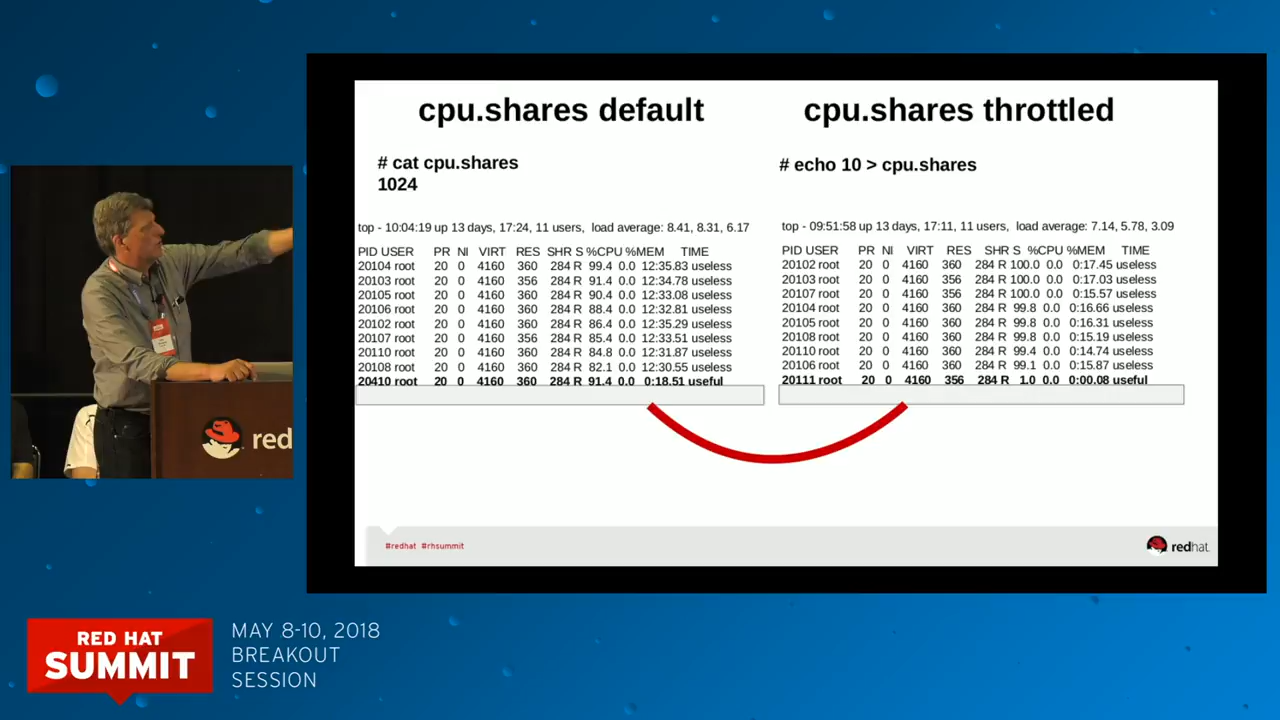 cpu.shares default
# cat cpu.shares
1024
top - 10:04:19 up 13 days, 17:24, 11 users, load average: 8.41, 8.31, 6.17
PID USER PR NI VIRT RES SHR S %CPU %MEM TIME
20104 root 20 0 4160 360 284 R 99.4 0.0 12:35.83 useless
20103 root 20 0 4160 356 284 R 91.4 0.0 12:34.78 useless
20105 root 20 0 4160 360 284 R 90.4 0.0 12:33.08 useless
20106 root 20 0 4160 360 284 R 88.4 0.0 12:32.81 useless
20102 root 20 0 4160 360 284 R 86.4 0.0 12:35.29 useless
20107 root 20 0 4160 356 284 R 85.4 0.0 12:33.51 useless
20110 root 20 0 4160 360 284 R 84.8 0.0 12:31.87 useless
20108 root 20 0 4160 360 284 R 82.1 0.0 12:30.55 useless
20410 root 20 0 4160 360 284 R 91.4 0.0 0:18.51 useful
cpu.shares throttled
# echo 10 > cpu.shares
top - 09:51:58 up 13 days, 17:11, 11 users, load average: 7.14, 5.78, 3.09
PID USER PR NI VIRT RES SHR S %CPU %MEM TIME
20102 root 20 0 4160 360 284 R 100.0 0.0 0:17.45 useless
20103 root 20 0 4160 356 284 R 100.0 0.0 0:17.03 useless
20107 root 20 0 4160 356 284 R 100.0 0.0 0:15.57 useless
20104 root 20 0 4160 360 284 R 99.8 0.0 0:16.66 useless
20105 root 20 0 4160 360 284 R 99.8 0.0 0:16.31 useless
20108 root 20 0 4160 360 284 R 99.8 0.0 0:15.19 useless
20110 root 20 0 4160 360 284 R 99.4 0.0 0:14.74 useless
20106 root 20 0 4160 360 284 R 99.1 0.0 0:15.87 useless
20111 root 20 0 4160 356 284 R 1.0 0.0 0:00.08 useful
#redhat #rhsummit
redhat.
red
RED HAT
SUMMIT
MAY 8-10, 2018
BREAKOUT
SESSION